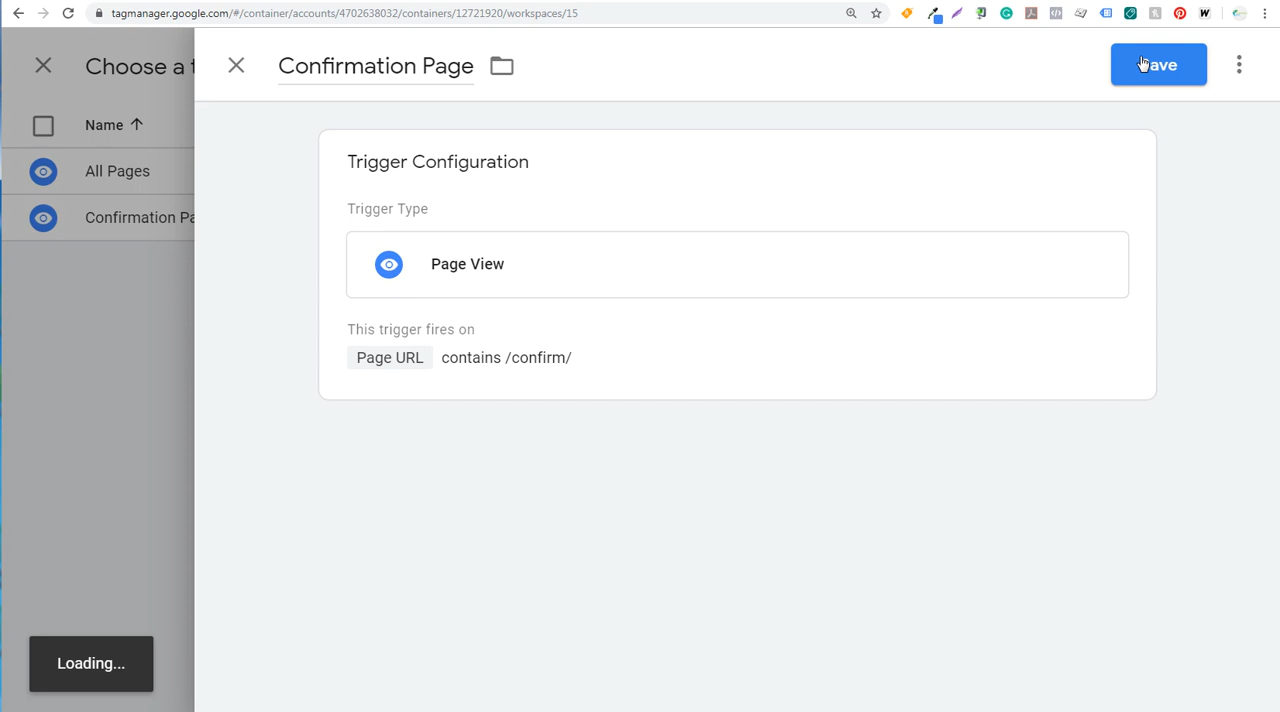 tagmanager.google.com/#/container/accounts/4702638032/containers/12721920/workspaces/15
Choose a t
Confirmation Page
ave
Name
All Pages
Confirmation Pa
Trigger Configuration
Trigger Type
Page View
This trigger fires on
Page URL contains /confirm/
Loading...